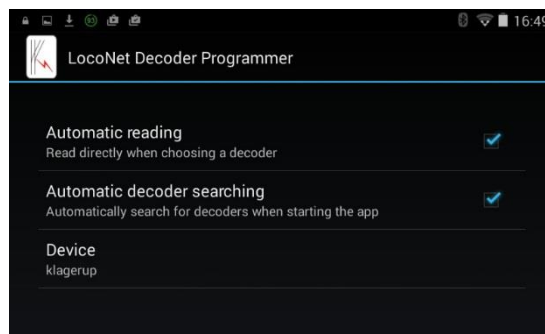 16:49
LocoNet Decoder Programmer
Automatic reading
Read directly when choosing a decoder
Automatic decoder searching
Automatically search for decoders when starting the app
Device
klagerup